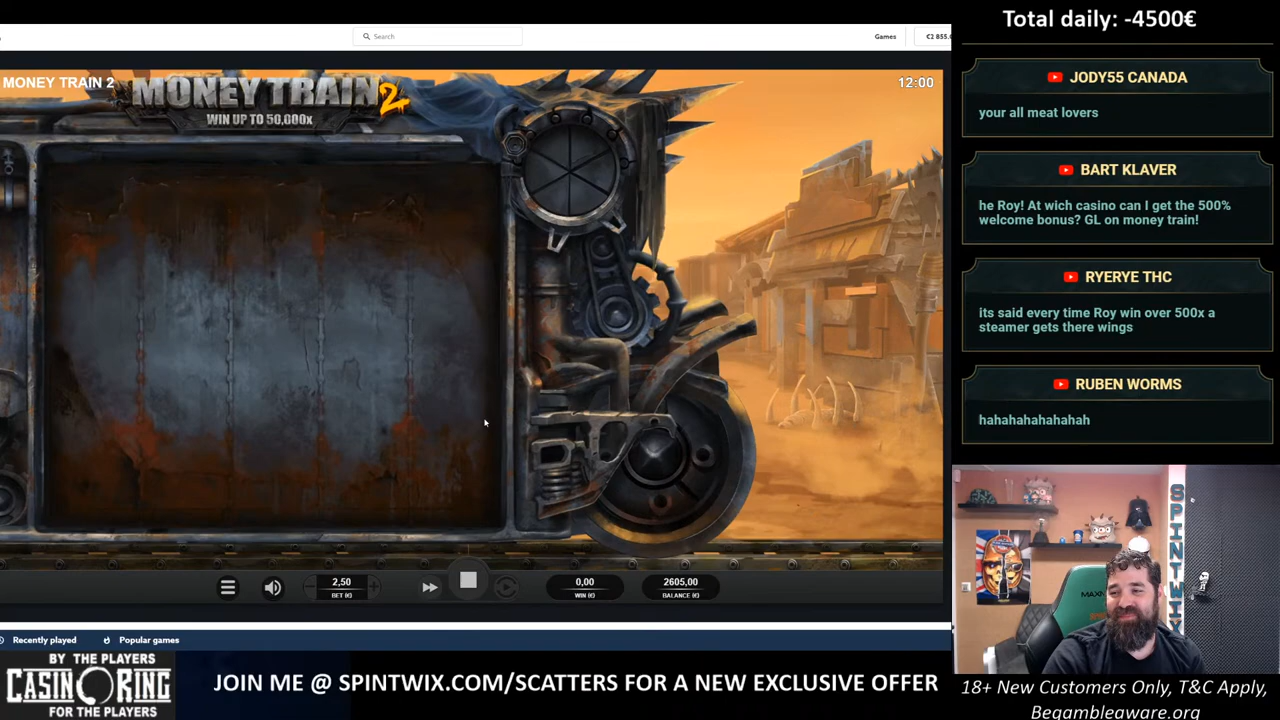 Total daily: -4500€
Search
Games
€2 855.0
MONEY TRAIN 2
MONEY TRAIN 2
WIN UP TO 50,000x
12:00
JODY55 CANADA
your all meat lovers
BART KLAVER
he Roy! At wich casino can I get the 500%
welcome bonus? GL on money train!
RYERYE THC
its said every time Roy win over 500x a
steamer gets there wings
RUBEN WORMS
hahahahahahahah
2,50
BET (€)
0,00
WIN (€)
2605,00
BALANCE (€)
Recently played
Popular games
SPINTWIX
MAXN
BY THE PLAYERS
CASINO RING
FOR THE PLAYERS
JOIN ME @ SPINTWIX.COM/SCATTERS FOR A NEW EXCLUSIVE OFFER
18+ New Customers Only, T&C Apply,
Begambleaware.org